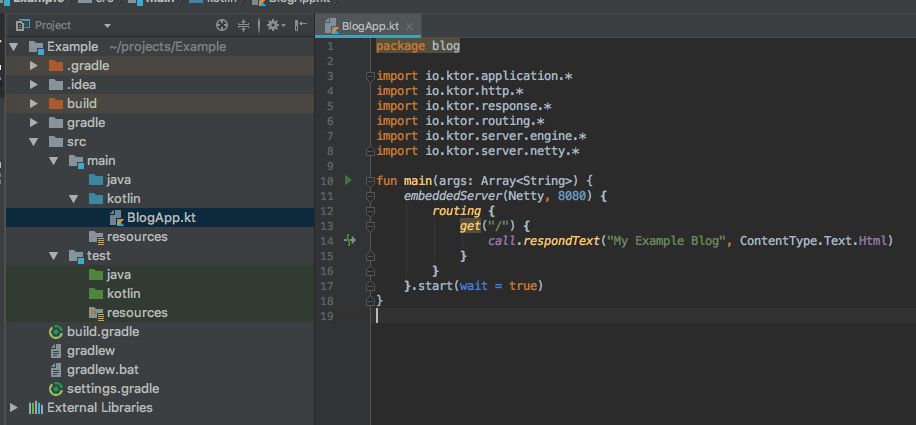 Example src main kotlin BlogApp.kt
Project
BlogApp.kt
Example ~/projects/Example
.gradle
.idea
build
gradle
src
main
java
kotlin
BlogApp.kt
resources
test
java
kotlin
resources
build.gradle
gradlew
gradlew.bat
settings.gradle
External Libraries
1 package blog
2
3 import io.ktor.application.*
4 import io.ktor.http.*
5 import io.ktor.response.*
6 import io.ktor.routing.*
7 import io.ktor.server.engine.*
8 import io.ktor.server.netty.*
9
10 fun main(args: Array<String>) {
11 embeddedServer(Netty, 8080) {
12 routing {
13 get("/") {
14 call.respondText("My Example Blog", ContentType.Text.Html)
15 }
16 }
17 }.start(wait = true)
18 }
19